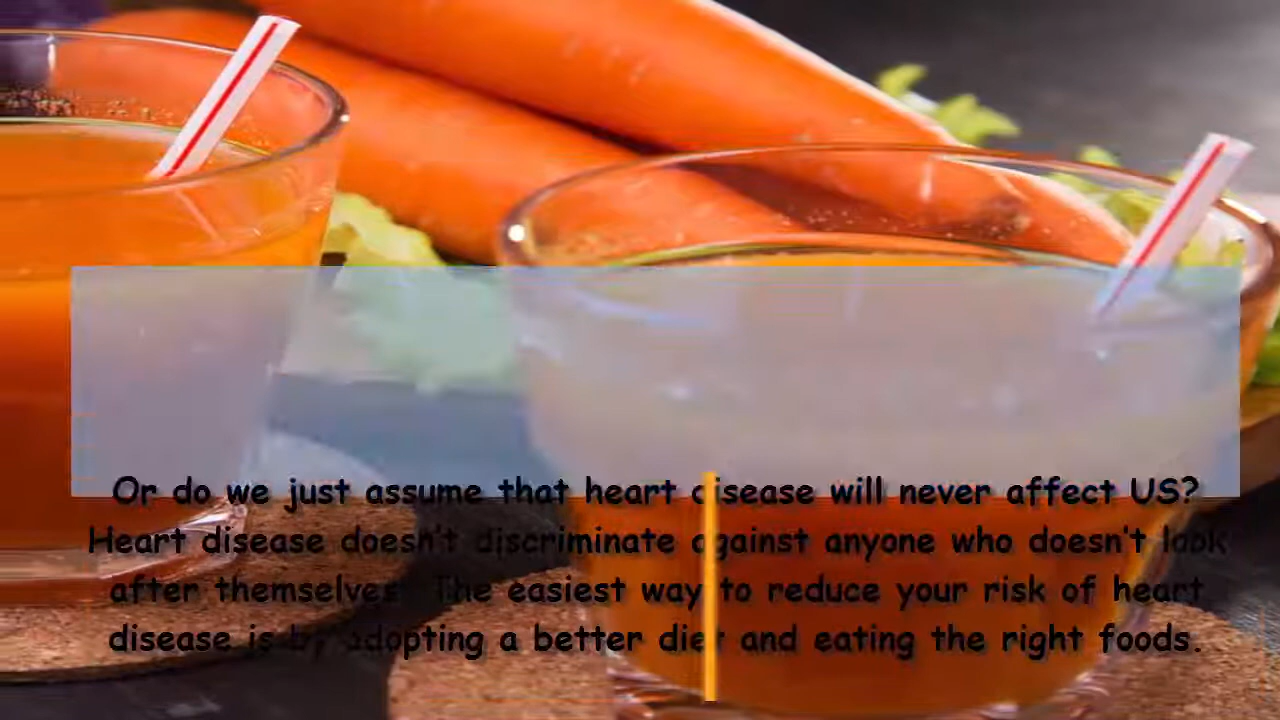 Or do we just assume that heart disease will never affect US?
Heart disease doesn't discriminate against anyone who doesn't look
after themselves. The easiest way to reduce your risk of heart
disease is by adopting a better diet and eating the right foods.